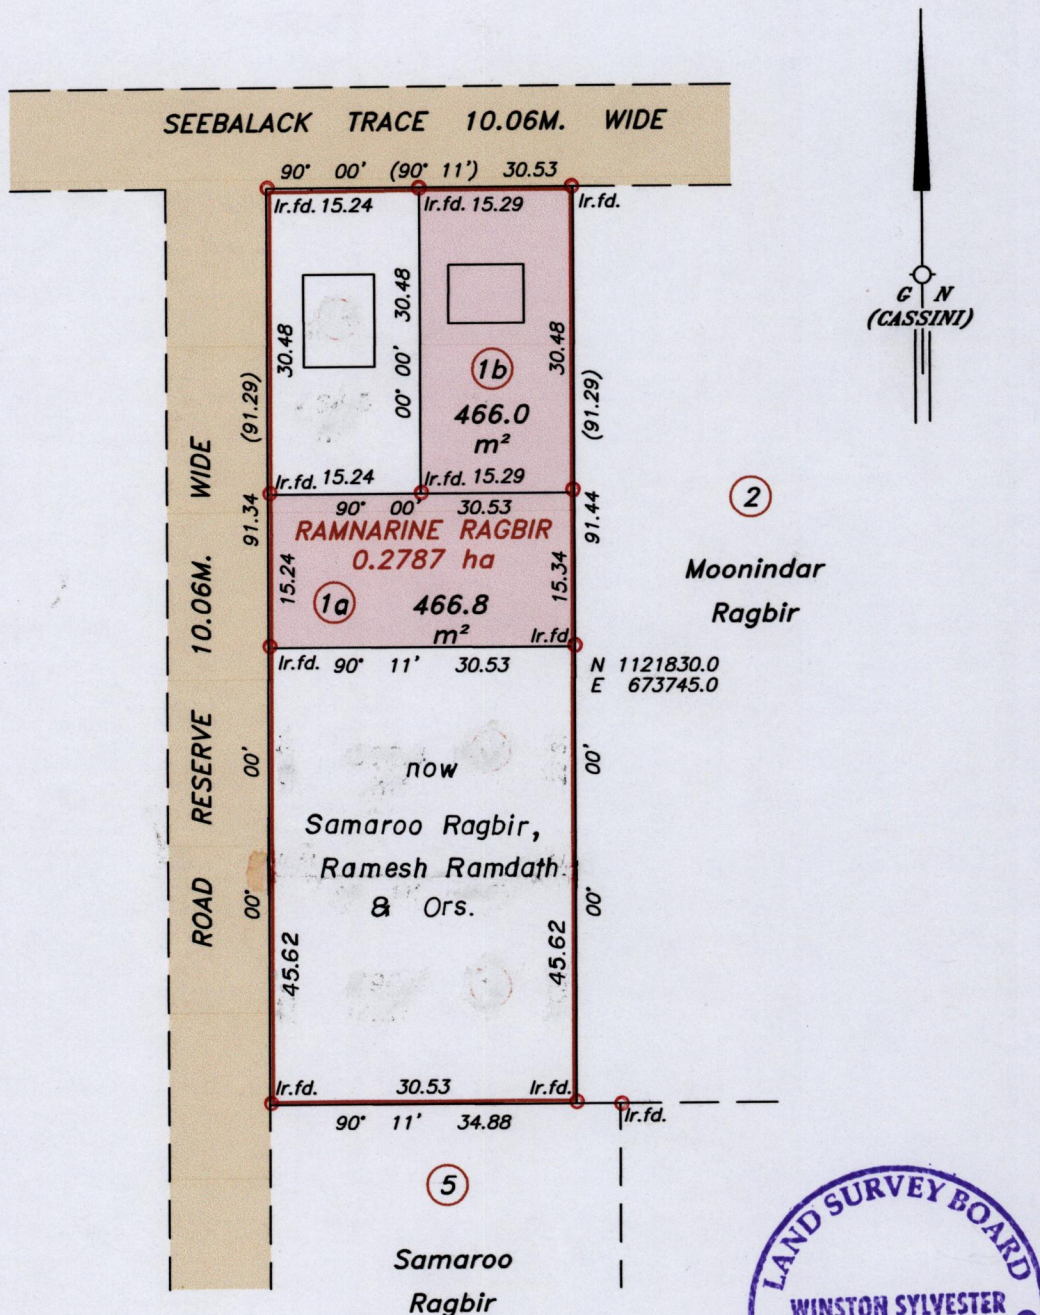 SEEBALACK TRACE 10.06M. WIDE
90° 00' (90° 11') 30.53
Ir.fd. 15.24 Ir.fd. 15.29 Ir.fd.
30.48
00° 00' 30.48
30.48
1b
466.0
m²
(91.29)
(91.29)
G N
(CASSINI)
Ir.fd. 15.24 Ir.fd. 15.29
90° 00' 30.53
RAMNARINE RAGBIR
0.2787 ha
91.34
91.44
15.24
15.34
1a
466.8
m²
Ir.fd.
Ir.fd. 90° 11' 30.53
N 1121830.0
E 673745.0
2
Moonindar
Ragbir
ROAD RESERVE 10.06M. WIDE
00° 00'
00° 00'
now
Samaroo Ragbir,
Ramesh Ramdath
& Ors.
45.62
45.62
Ir.fd. 30.53 Ir.fd.
90° 11' 34.88
Ir.fd.
5
Samaroo
Ragbir
LAND SURVEY BOARD
WINSTON SYLVESTER